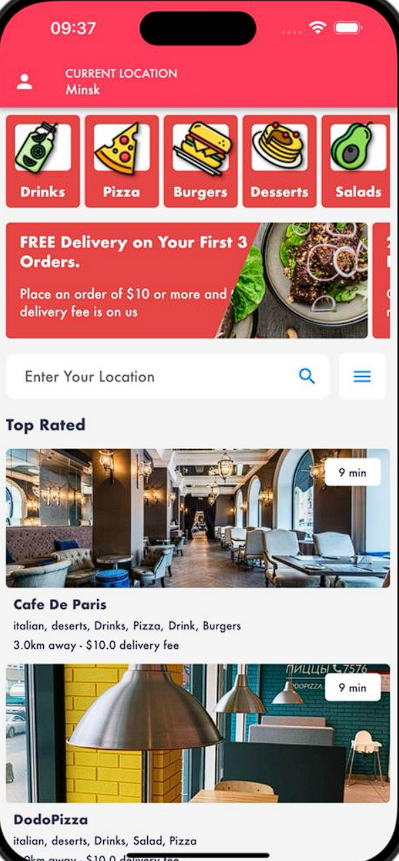 09:37
CURRENT LOCATION
Minsk
Drinks
Pizza
Burgers
Desserts
Salads
FREE Delivery on Your First 3
Orders.
Place an order of $10 or more and
delivery fee is on us
Enter Your Location
Top Rated
9 min
Cafe De Paris
italian, deserts, Drinks, Pizza, Drink, Burgers
3.0km away - $10.0 delivery fee
ПИЦЦЫ 7576
9 min
DodoPizza
italian, deserts, Drinks, Salad, Pizza
away - $10.0 delivery fee